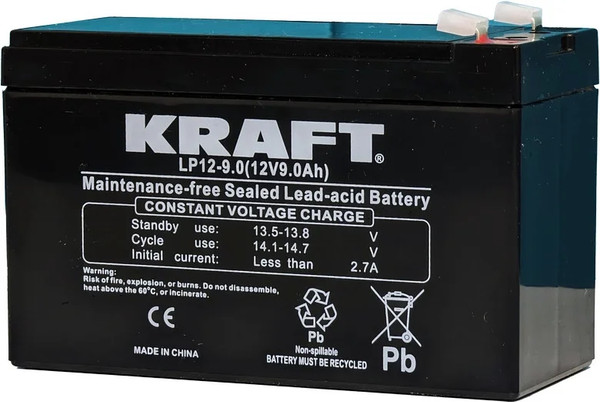 KRAFT®
LP12-9.0(12V9.0Ah)
Maintenance-free Sealed Lead-acid Battery
CONSTANT VOLTAGE CHARGE
Standby use: 13.5-13.8 V
Cycle use: 14.1-14.7 V
Initial current: Less than 2.7A
Warning:
Risk of fire, explosion, or burns. Do not disassemble,
heat above the 60°C, or incinerate.
CE
Pb
Pb
Non-spillable
MADE IN CHINA
BATTERY MUST BE RECYCLED